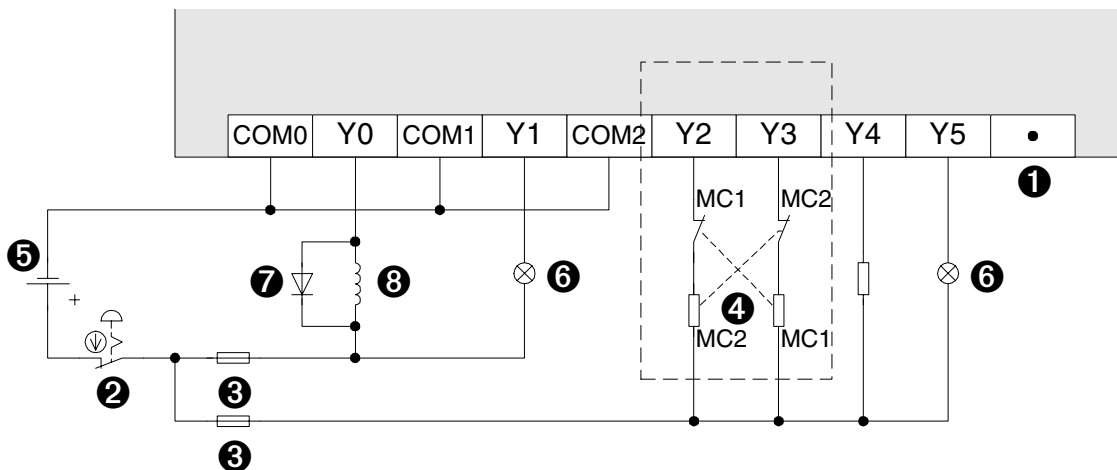 COM0 Y0 COM1 Y1 COM2 Y2 Y3 Y4 Y5 •
❶
MC1 MC2
❺ ❼ ❽ ❻ ❻
+
❹
MC2 MC1
❷ ❸
❸